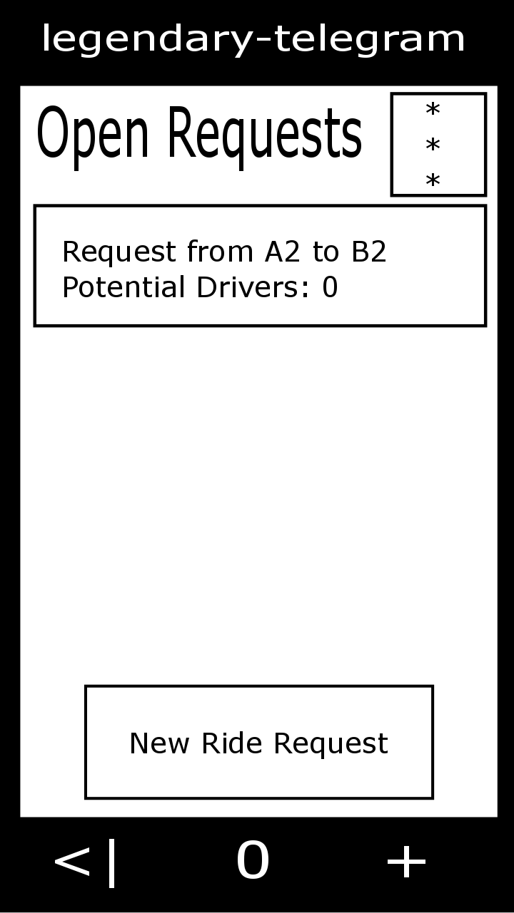 legendary-telegram
Open Requests
*
*
*
Request from A2 to B2
Potential Drivers: 0
New Ride Request
<| 0 +